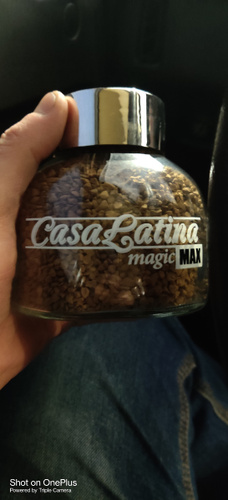 CasaLatina
magic MAX
Shot on OnePlus
Powered by Triple Camera